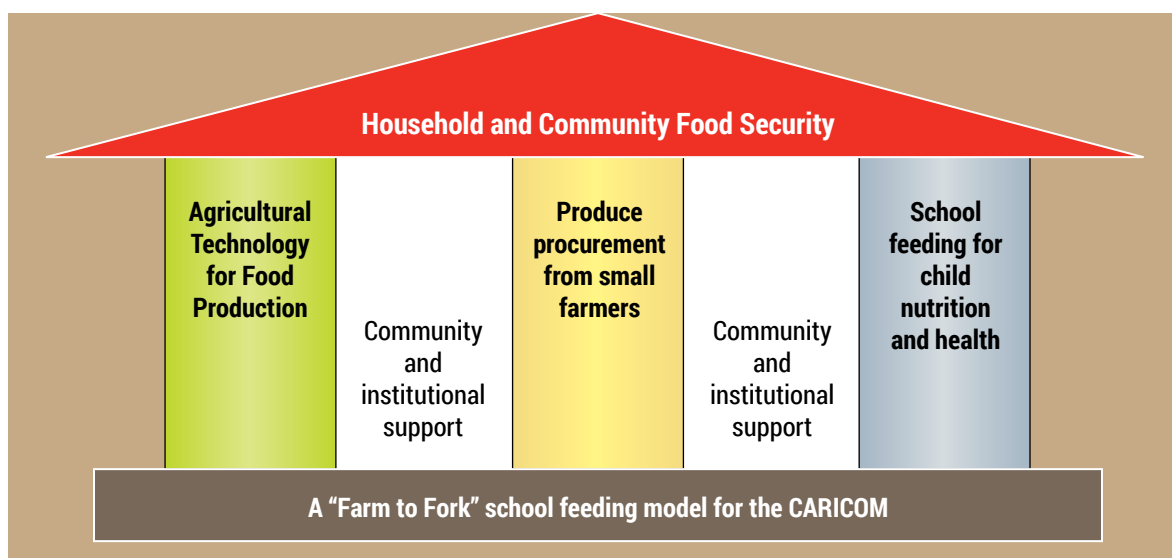 Household and Community Food Security
Agricultural
Technology
for Food
Production
Community
and
institutional
support
Produce
procurement
from small
farmers
Community
and
institutional
support
School
feeding for
child
nutrition
and health
A “Farm to Fork” school feeding model for the CARICOM